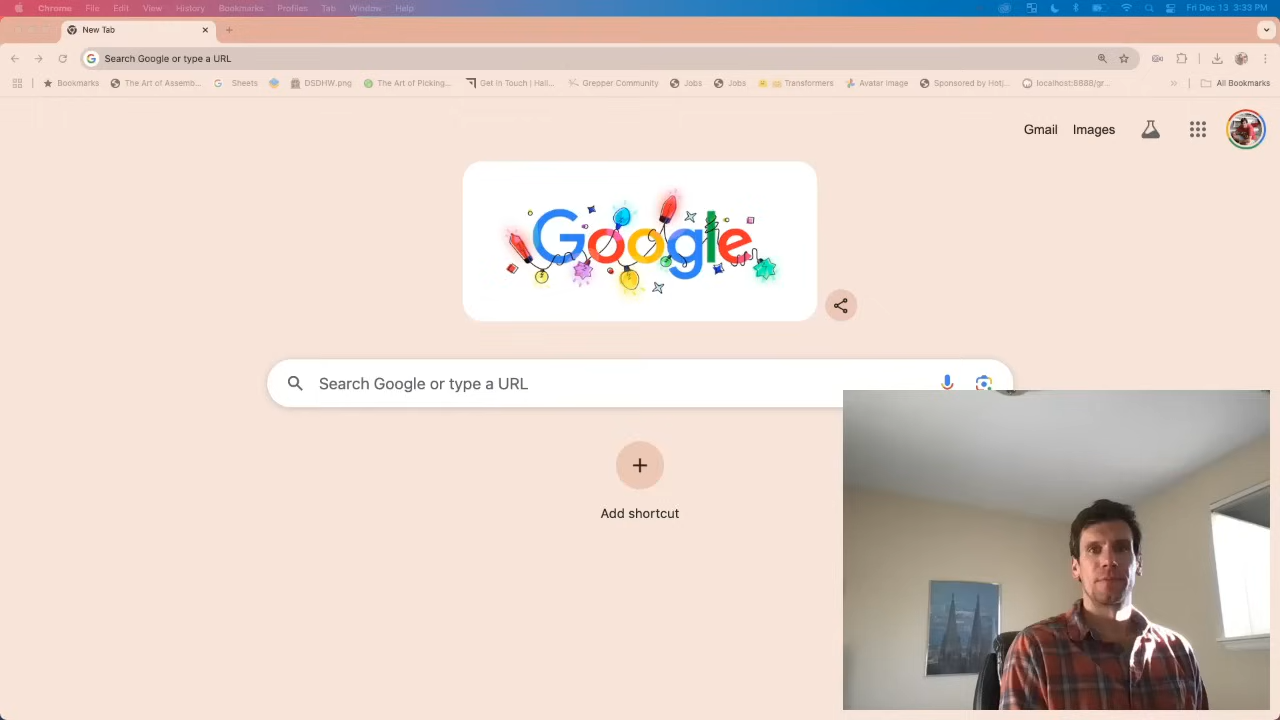 Chrome File Edit View History Bookmarks Profiles Tab Window Help Fri Dec 13 3:33 PM
New Tab
Search Google or type a URL
Bookmarks The Art of Assemb... Sheets DSDHW.png The Art of Picking... Get in Touch | Hail... Grepper Community Jobs Jobs Transformers Avatar Image Sponsored by Hotj... localhost:8888/gr... All Bookmarks
Gmail Images
Google
Search Google or type a URL
Add shortcut